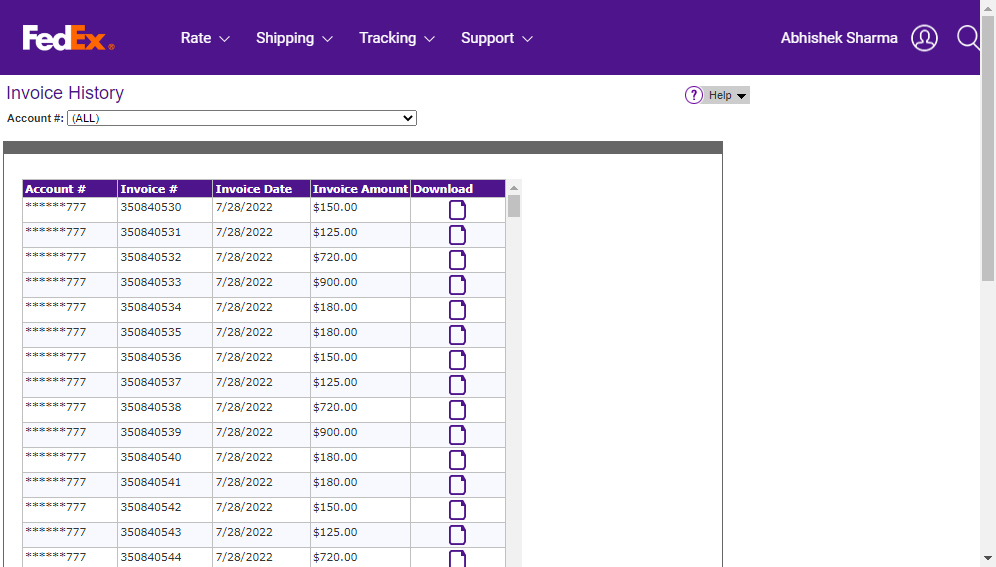 FedEx®
Rate Shipping Tracking Support Abhishek Sharma
Invoice History
? Help
Account #: (ALL)
Account # Invoice # Invoice Date Invoice Amount Download
******777 350840530 7/28/2022 $150.00
******777 350840531 7/28/2022 $125.00
******777 350840532 7/28/2022 $720.00
******777 350840533 7/28/2022 $900.00
******777 350840534 7/28/2022 $180.00
******777 350840535 7/28/2022 $180.00
******777 350840536 7/28/2022 $150.00
******777 350840537 7/28/2022 $125.00
******777 350840538 7/28/2022 $720.00
******777 350840539 7/28/2022 $900.00
******777 350840540 7/28/2022 $180.00
******777 350840541 7/28/2022 $180.00
******777 350840542 7/28/2022 $150.00
******777 350840543 7/28/2022 $125.00
******777 350840544 7/28/2022 $720.00